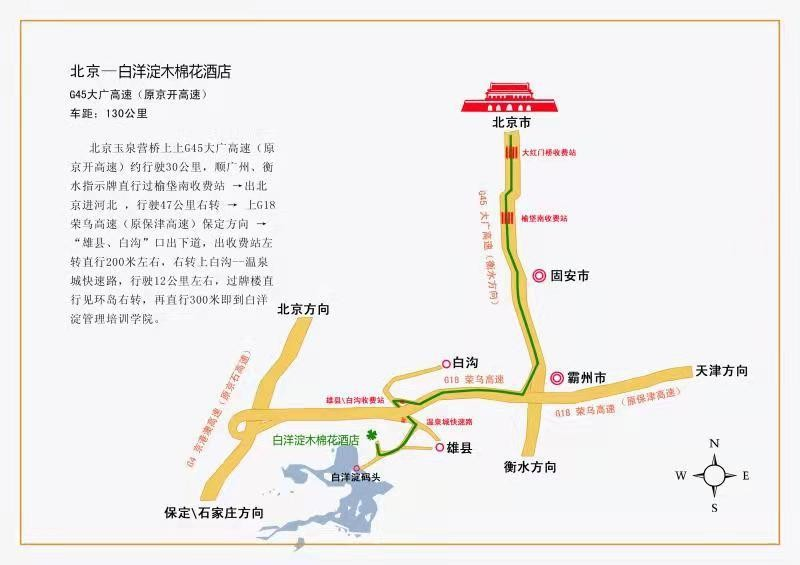 北京—白洋淀木棉花酒店
G45大广高速（原京开高速）
车距：130公里
北京玉泉营桥上上G45大广高速（原
京开高速）约行驶30公里，顺广州、衡
水指示牌直行过榆垡南收费站 →出北
京进河北 ，行驶47公里右转 → 上G18
荣乌高速（原保津高速）保定方向 →
“雄县、白沟”口出下道，出收费站左
转直行200米左右，右转上白沟--温泉
城快速路，行驶12公里左右，过牌楼直
行见环岛右转，再直行300米即到白洋
淀管理培训学院。
北京市
大红门桥收费站
榆垡南收费站
G45 大广高速（衡水方向）
固安市
北京方向
白沟
霸州市
天津方向
G18 荣乌高速
G18 荣乌高速 （原保津高速）
雄县\白沟收费站
温泉城快速路
G4 京港澳高速（原京石高速）
白洋淀木棉花酒店
雄县
白洋淀码头
衡水方向
保定\石家庄方向
N
W
E
S